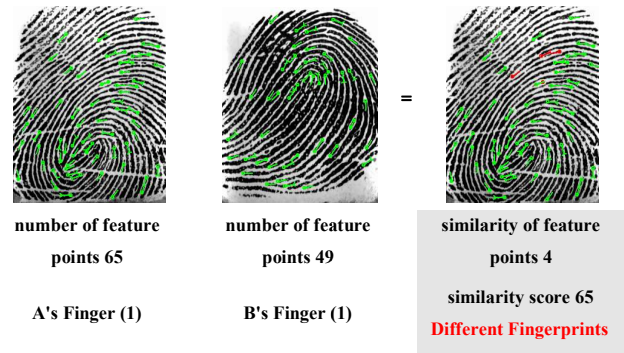 =
number of feature
points 65
A's Finger (1)
number of feature
points 49
B's Finger (1)
similarity of feature
points 4
similarity score 65
Different Fingerprints